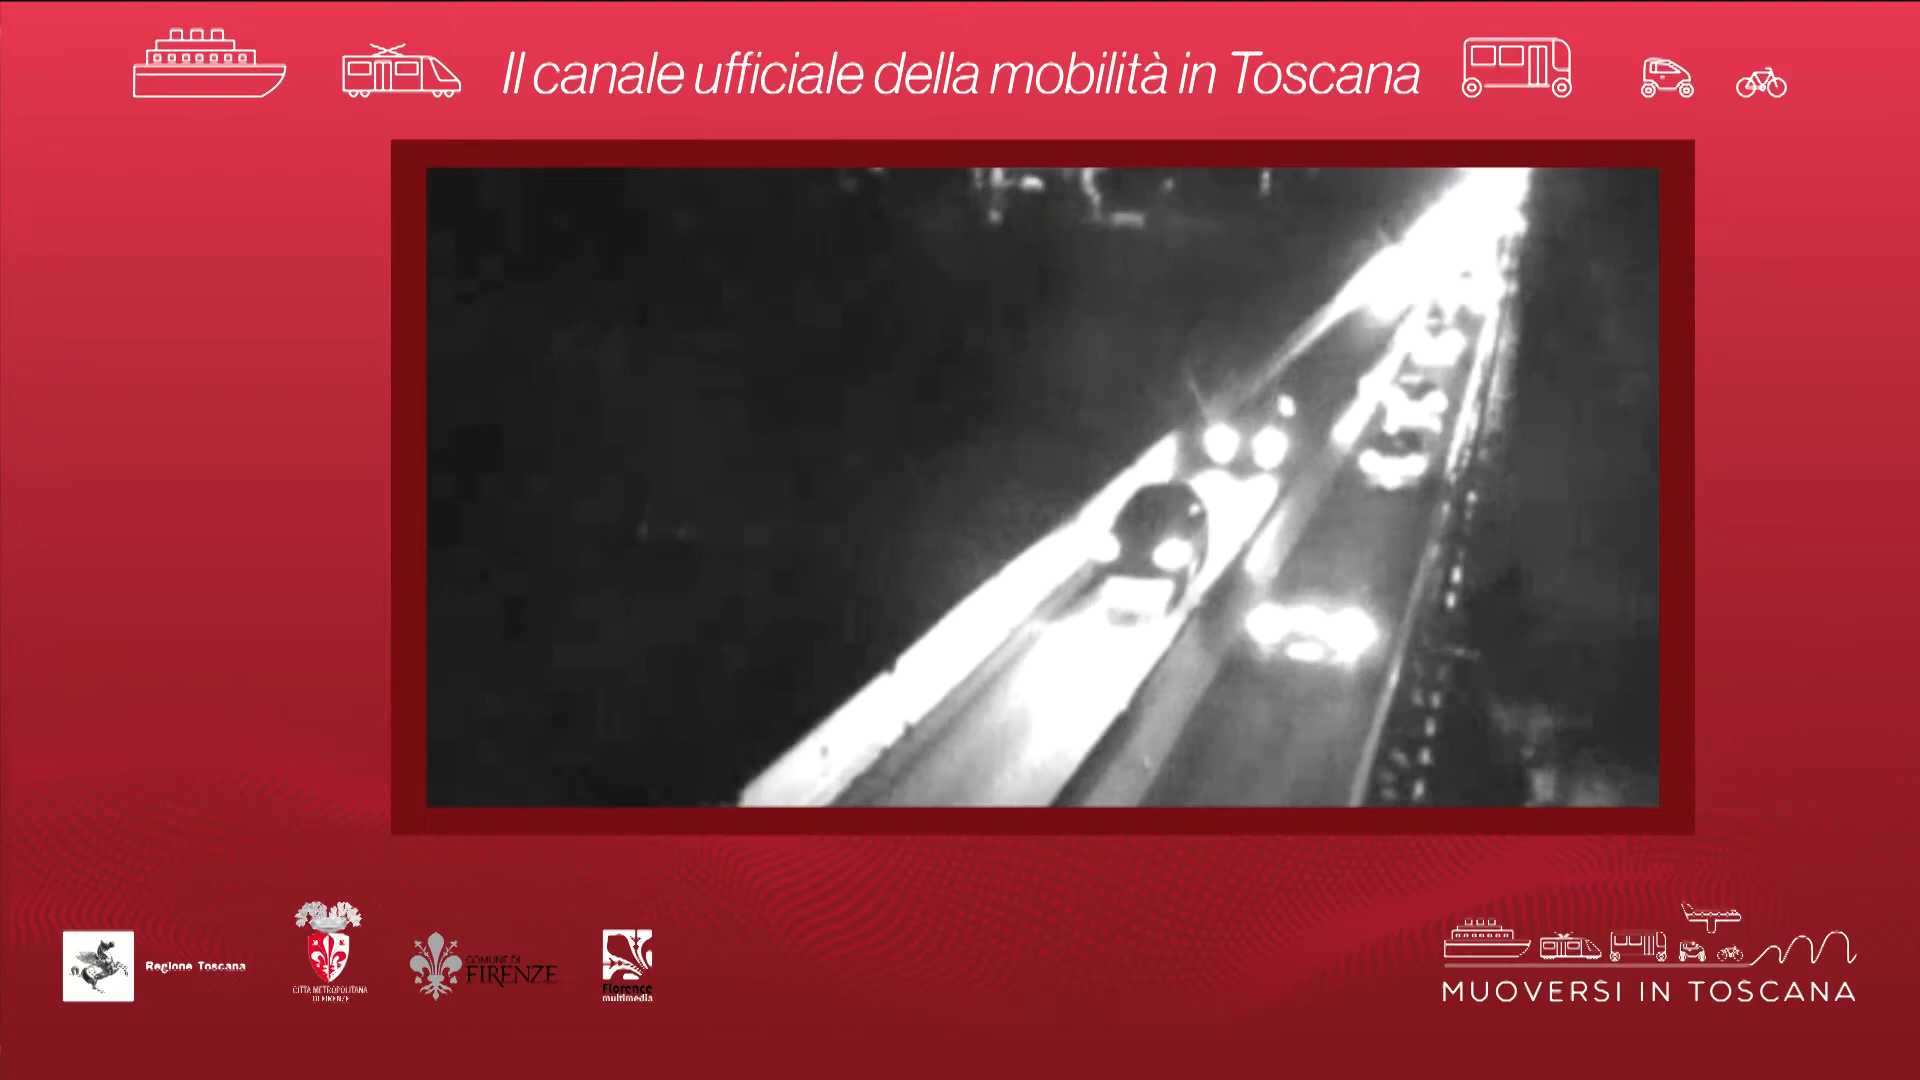 Il canale ufficiale della mobilità in Toscana
Regione Toscana
CITTÀ METROPOLITANA
DI FIRENZE
COMUNE DI
FIRENZE
Florence
multimedia
MUOVERSI IN TOSCANA